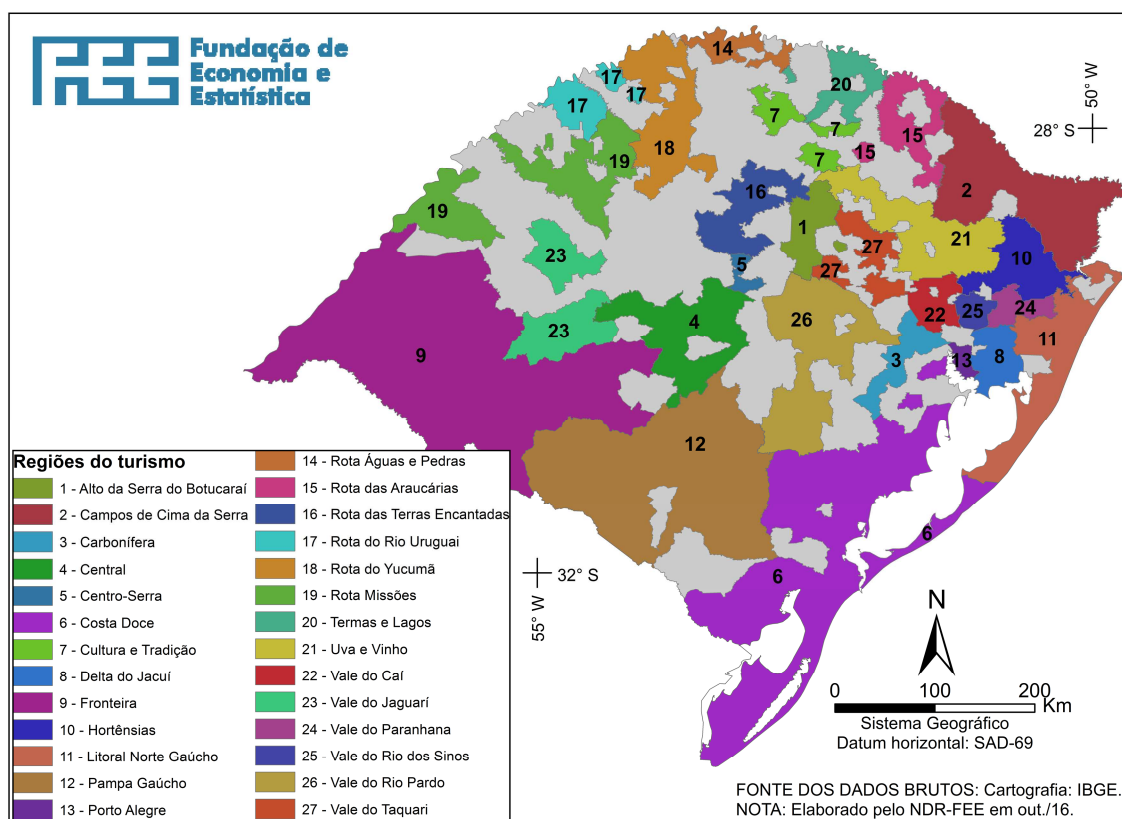 FEE
Fundação de
Economia e
Estatística
14
17
17
17
20
50° W
28° S
7
7
7
15
15
18
19
19
16
2
1
21
27
27
10
23
23
5
4
26
22
25
24
11
9
3
13
8
12
6
6
32° S
55° W
N
0 100 200 Km
Sistema Geográfico
Datum horizontal: SAD-69
Regiões do turismo
1 - Alto da Serra do Botucaraí
2 - Campos de Cima da Serra
3 - Carbonífera
4 - Central
5 - Centro-Serra
6 - Costa Doce
7 - Cultura e Tradição
8 - Delta do Jacuí
9 - Fronteira
10 - Hortênsias
11 - Litoral Norte Gaúcho
12 - Pampa Gaúcho
13 - Porto Alegre
14 - Rota Águas e Pedras
15 - Rota das Araucárias
16 - Rota das Terras Encantadas
17 - Rota do Rio Uruguai
18 - Rota do Yucumã
19 - Rota Missões
20 - Termas e Lagos
21 - Uva e Vinho
22 - Vale do Caí
23 - Vale do Jaguarí
24 - Vale do Paranhana
25 - Vale do Rio dos Sinos
26 - Vale do Rio Pardo
27 - Vale do Taquari
FONTE DOS DADOS BRUTOS: Cartografia: IBGE.
NOTA: Elaborado pelo NDR-FEE em out./16.